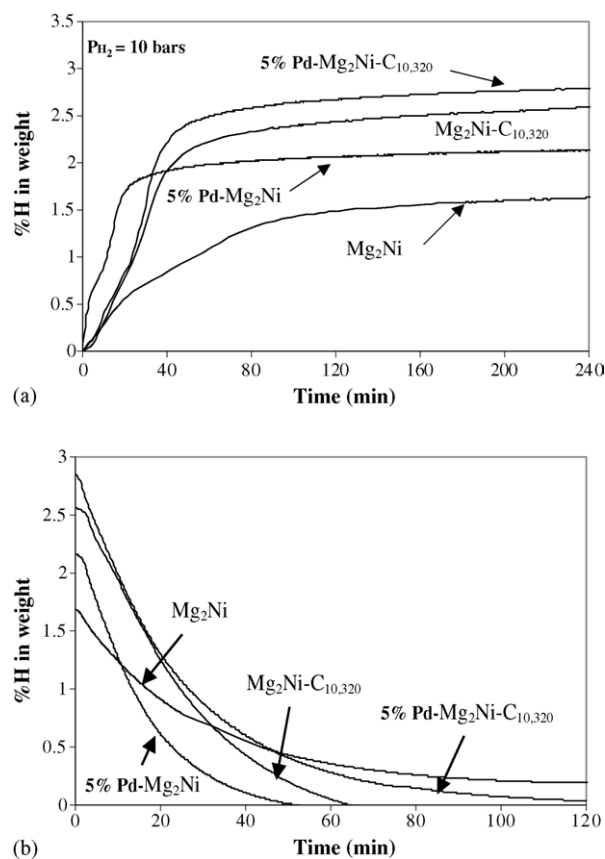 P_H2 = 10 bars
%H in weight
3.5
3
2.5
2
1.5
1
0.5
0
5% Pd-Mg2Ni-C10,320
Mg2Ni-C10,320
5% Pd-Mg2Ni
Mg2Ni
0 40 80 120 160 200 240
Time (min)
(a)
%H in weight
3
2.5
2
1.5
1
0.5
0
Mg2Ni
Mg2Ni-C10,320
5% Pd-Mg2Ni-C10,320
5% Pd-Mg2Ni
0 20 40 60 80 100 120
Time (min)
(b)